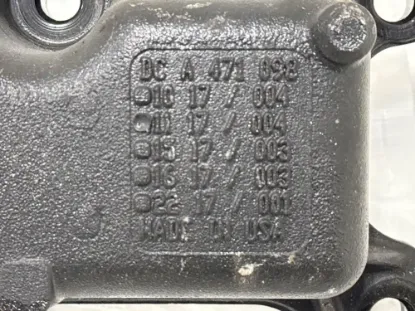 DC A 471 098
10 17 / 004
11 17 / 004
15 17 / 003
16 17 / 003
22 17 / 001
MADE IN USA